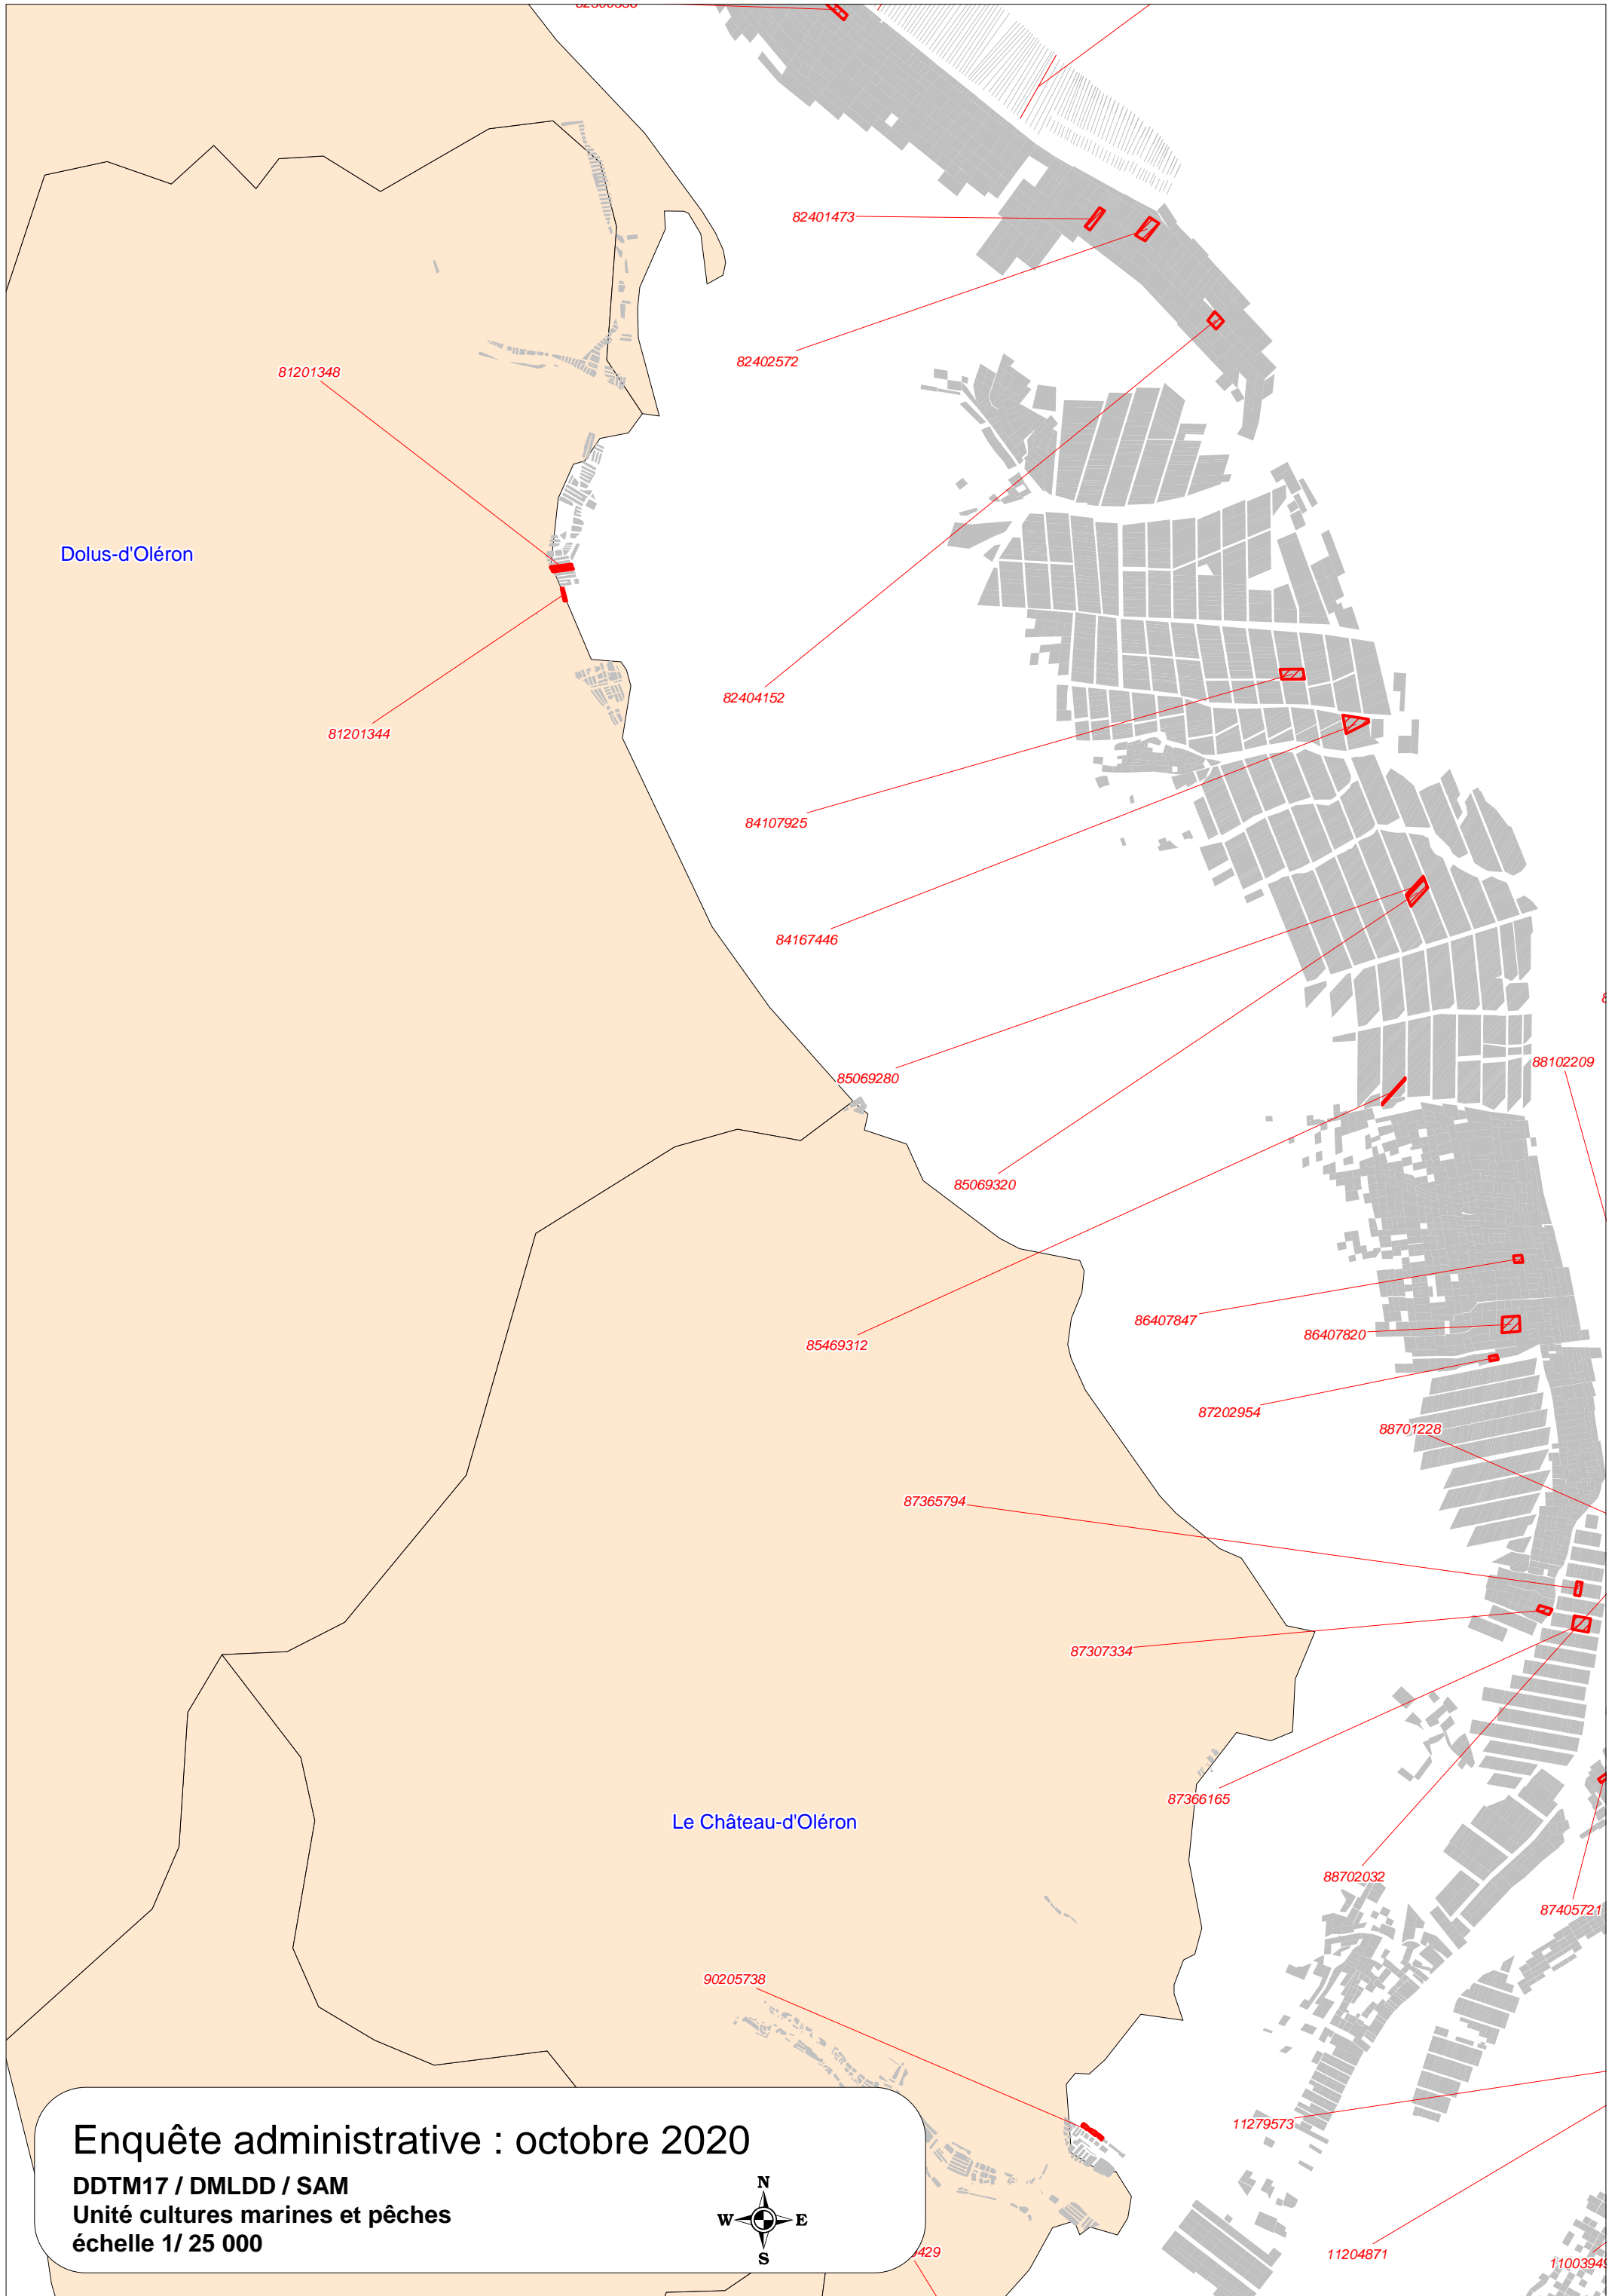 82401473
82402572
81201348
Dolus-d'Oléron
82404152
81201344
84107925
84167446
88102209
85069280
85069320
86407847
86407820
85469312
87202954
88701228
87365794
87307334
87366165
Le Château-d'Oléron
88702032
87405721
90205738
11279573
11204871
11003949
Enquête administrative : octobre 2020
DDTM17 / DMLDD / SAM
Unité cultures marines et pêches
échelle 1/ 25 000
N
W E
S